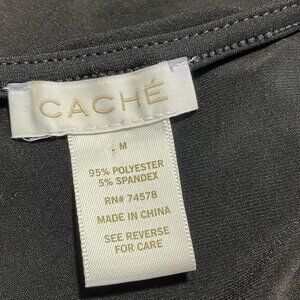 CACHÉ
M
95% POLYESTER
5% SPANDEX
RN# 74578
MADE IN CHINA
SEE REVERSE
FOR CARE